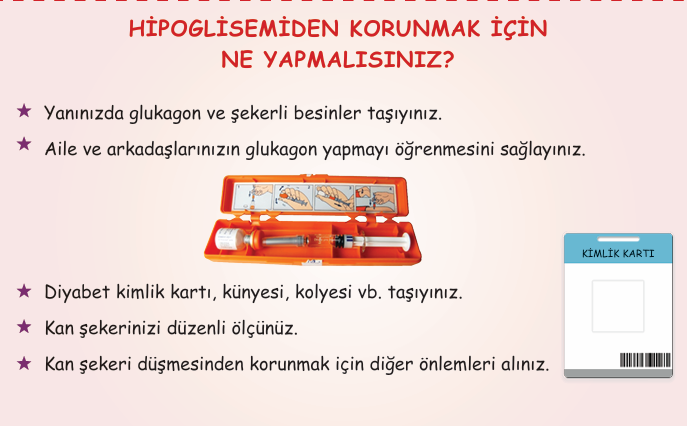 HİPOGLİSEMİDEN KORUNMAK İÇİN
NE YAPMALISINIZ?
Yanınızda glukagon ve şekerli besinler taşıyınız.
Aile ve arkadaşlarınızın glukagon yapmayı öğrenmesini sağlayınız.
KİMLİK KARTI
Diyabet kimlik kartı, künyesi, kolyesi vb. taşıyınız.
Kan şekerinizi düzenli ölçünüz.
Kan şekeri düşmesinden korunmak için diğer önlemleri alınız.